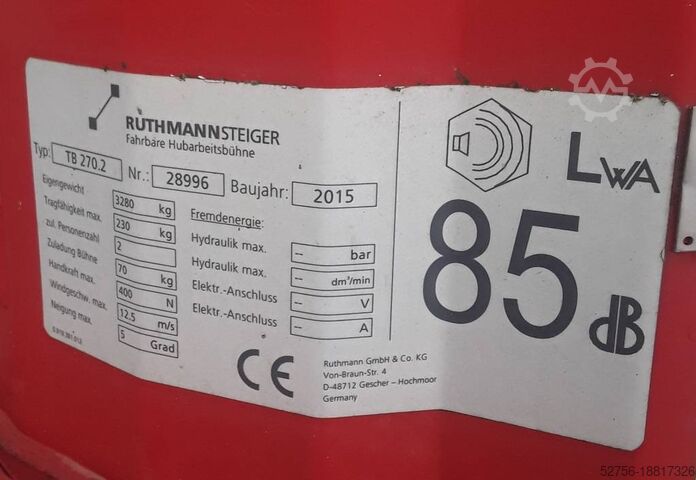 RUTHMANNSTEIGER
Fahrbare Hubarbeitsbühne
Typ: TB 270.2 Nr.: 28996 Baujahr: 2015
Eigengewicht 3280 kg
Tragfähigkeit max. 230 kg
zul. Personenzahl 2
Zuladung Bühne 70 kg
Handkraft max. 400 N
Windgeschw. max. 12.5 m/s
Neigung max. 5 Grad
Fremdenergie:
Hydraulik max. -- bar
Hydraulik max. -- dm³/min
Elektr.-Anschluss -- V
Elektr.-Anschluss -- A
CE
Ruthmann GmbH & Co. KG
Von-Braun-Str. 4
D-48712 Gescher – Hochmoor
Germany
LWA
85
dB
52756-18817326